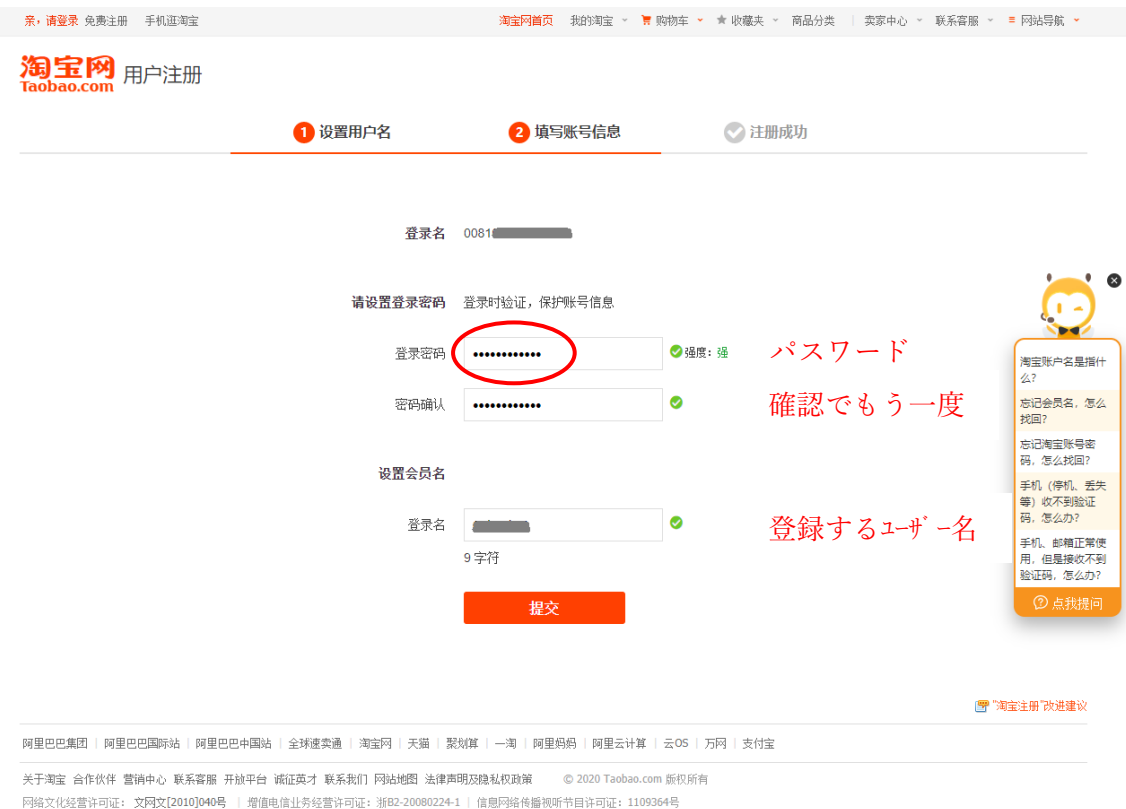 亲，请登录 免费注册 手机逛淘宝 淘宝网首页 我的淘宝 购物车 收藏夹 商品分类 卖家中心 联系客服 网站导航
淘宝网
Taobao.com
用户注册
1 设置用户名 2 填写账号信息 注册成功
登录名 0081
请设置登录密码 登录时验证，保护账号信息
登录密码 •••••••••••• 强度：强 パスワード
密码确认 •••••••••••• 確認でもう一度
设置会员名
登录名 登録するユーザー名
9 字符
提交
淘宝账户名是指什
么？
忘记会员名，怎么
找回？
忘记淘宝账号密
码，怎么找回？
手机（停机、丢失
等）收不到验证
码，怎么办？
手机、邮箱正常使
用，但是接收不到
验证码，怎么办？
点我提问
"淘宝注册"改进建议
阿里巴巴集团 | 阿里巴巴国际站 | 阿里巴巴中国站 | 全球速卖通 | 淘宝网 | 天猫 | 聚划算 | 一淘 | 阿里妈妈 | 阿里云计算 | 云OS | 万网 | 支付宝
关于淘宝 合作伙伴 营销中心 联系客服 开放平台 诚征英才 联系我们 网站地图 法律声明及隐私权政策 © 2020 Taobao.com 版权所有
网络文化经营许可证：文网文[2010]040号 | 增值电信业务经营许可证：浙B2-20080224-1 | 信息网络传播视听节目许可证：1109364号